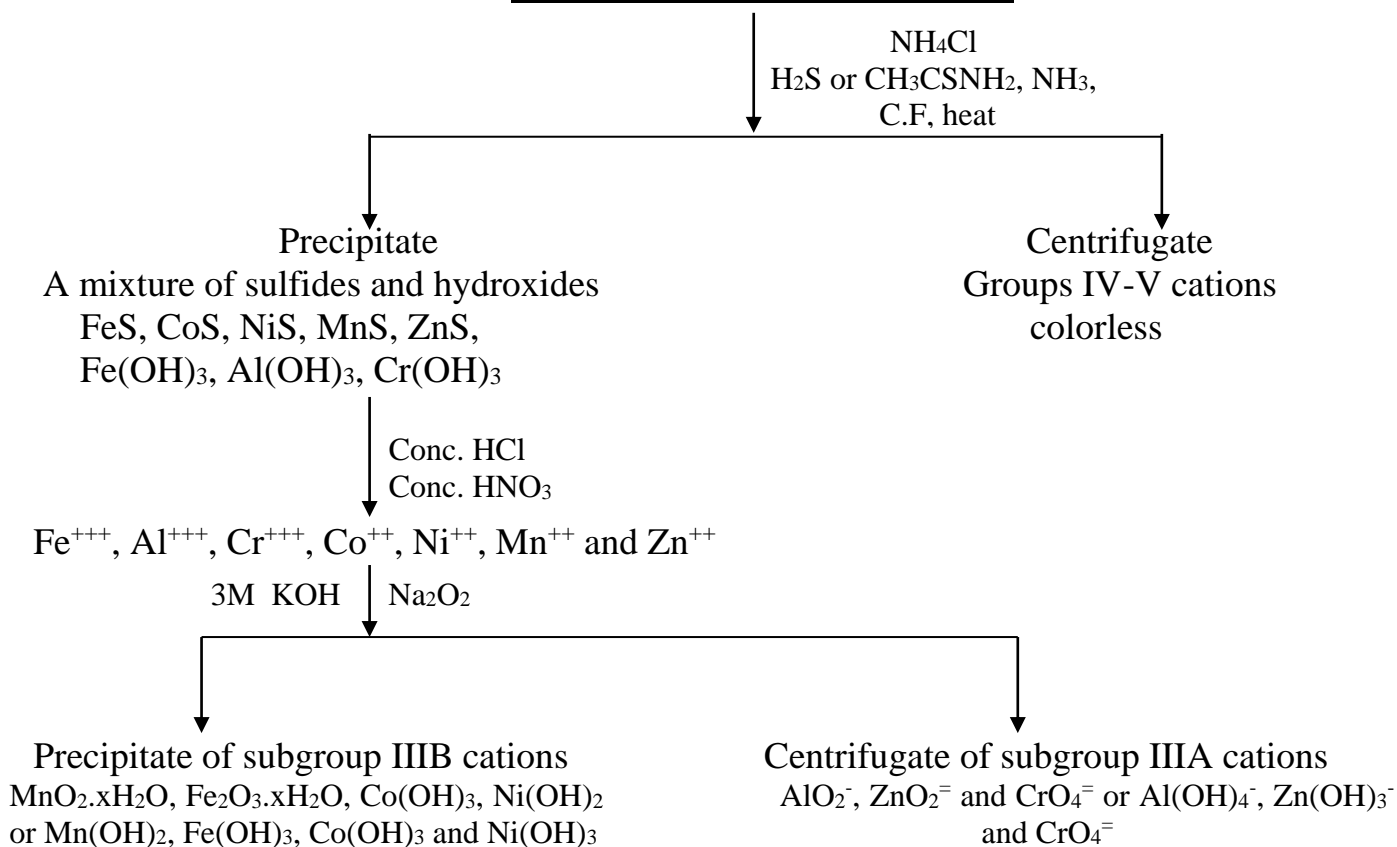 NH₄Cl
H₂S or CH₃CSNH₂, NH₃,
C.F, heat
Precipitate
A mixture of sulfides and hydroxides
FeS, CoS, NiS, MnS, ZnS,
Fe(OH)₃, Al(OH)₃, Cr(OH)₃
Centrifugate
Groups IV-V cations
colorless
Conc. HCl
Conc. HNO₃
Fe⁺⁺⁺, Al⁺⁺⁺, Cr⁺⁺⁺, Co⁺⁺, Ni⁺⁺, Mn⁺⁺ and Zn⁺⁺
3M KOH Na₂O₂
Precipitate of subgroup IIIB cations
MnO₂.xH₂O, Fe₂O₃.xH₂O, Co(OH)₃, Ni(OH)₂
or Mn(OH)₂, Fe(OH)₃, Co(OH)₃ and Ni(OH)₃
Centrifugate of subgroup IIIA cations
AlO₂⁻, ZnO₂⁼ and CrO₄⁼ or Al(OH)₄⁻, Zn(OH)₃⁻
and CrO₄⁼